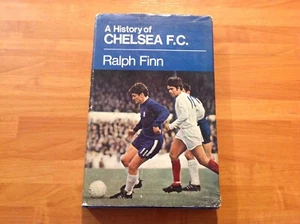 A History of
CHELSEA F.C.
Ralph Finn